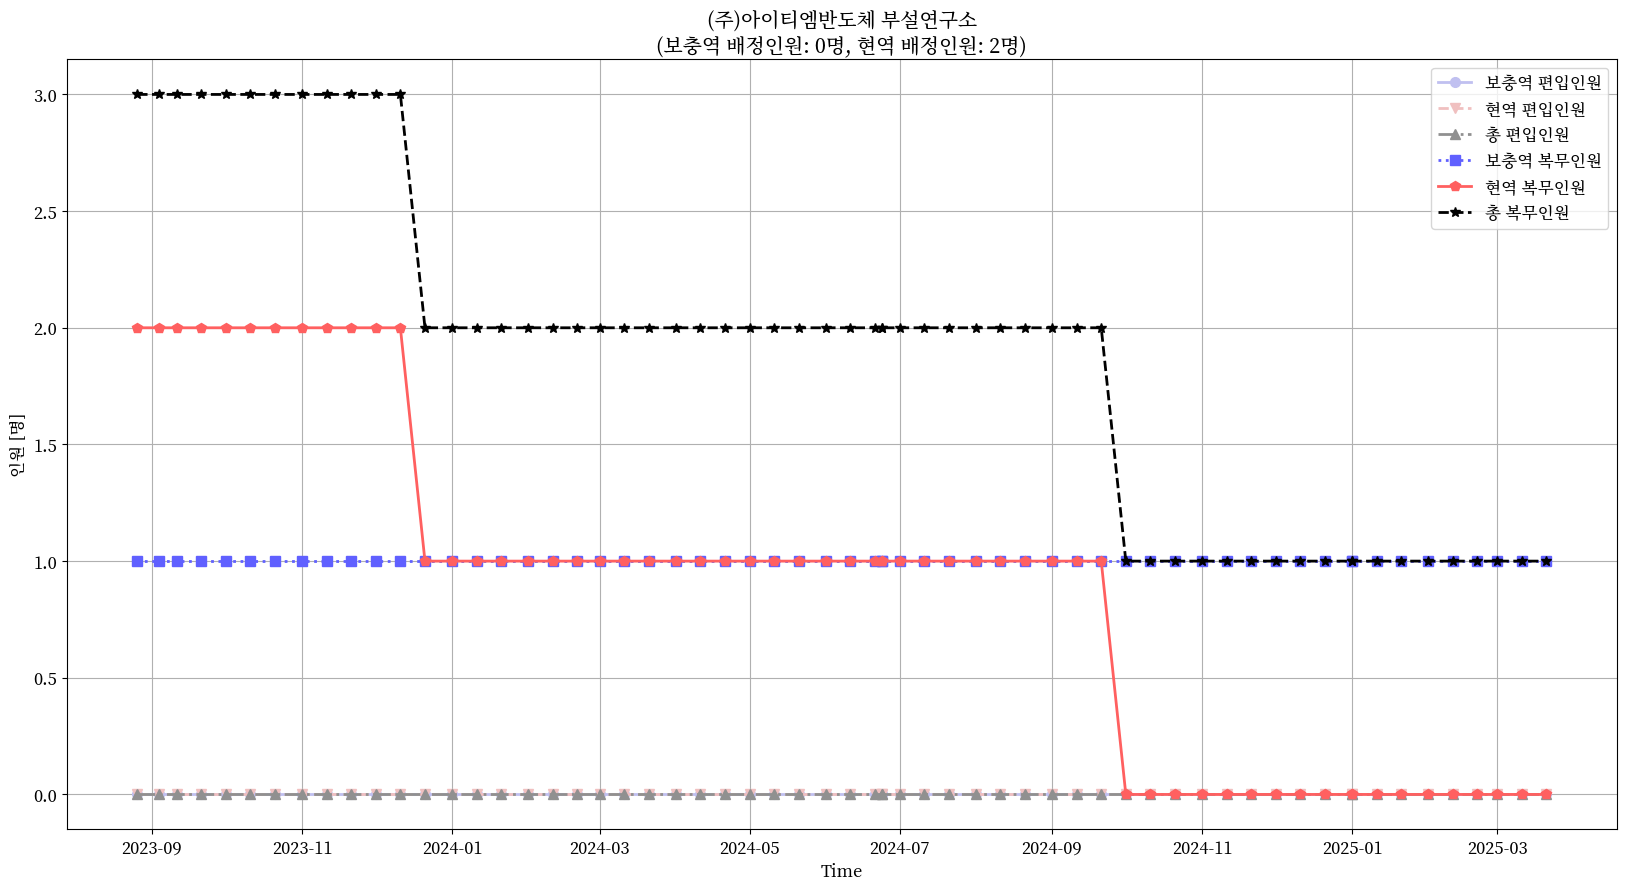 (주)아이티엠반도체 부설연구소
(보충역 배정인원: 0명, 현역 배정인원: 2명)
보충역 편입인원
현역 편입인원
총 편입인원
보충역 복무인원
현역 복무인원
총 복무인원
인원 [명]
3.0
2.5
2.0
1.5
1.0
0.5
0.0
2023-09
2023-11
2024-01
2024-03
2024-05
2024-07
2024-09
2024-11
2025-01
2025-03
Time